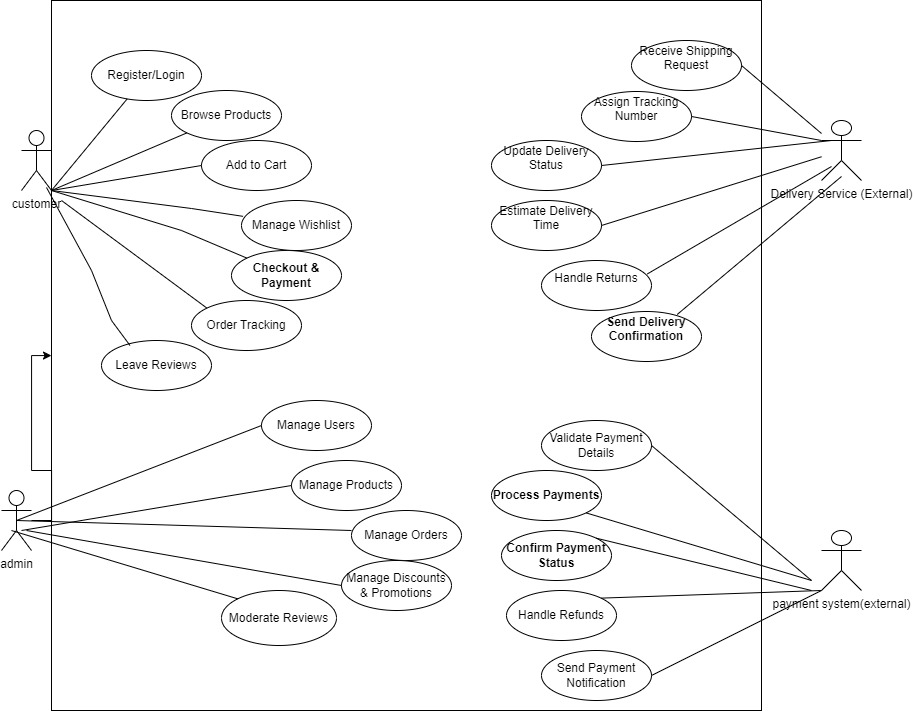 Register/Login
Browse Products
Add to Cart
customer
Manage Wishlist
Checkout &
Payment
Order Tracking
Leave Reviews
Receive Shipping
Request
Assign Tracking
Number
Update Delivery
Status
Delivery Service (External)
Estimate Delivery
Time
Handle Returns
Send Delivery
Confirmation
Manage Users
Manage Products
Manage Orders
admin
Manage Discounts
& Promotions
Moderate Reviews
Validate Payment
Details
Process Payments
Confirm Payment
Status
payment system(external)
Handle Refunds
Send Payment
Notification